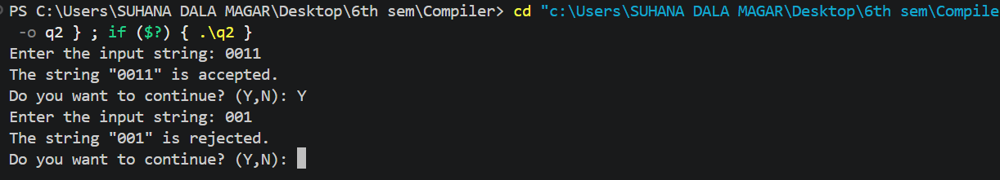 PS C:\Users\SUHANA DALA MAGAR\Desktop\6th sem\Compiler> cd "c:\Users\SUHANA DALA MAGAR\Desktop\6th sem\Compile
-o q2 } ; if ($?) { .\q2 }
Enter the input string: 0011
The string "0011" is accepted.
Do you want to continue? (Y,N): Y
Enter the input string: 001
The string "001" is rejected.
Do you want to continue? (Y,N):